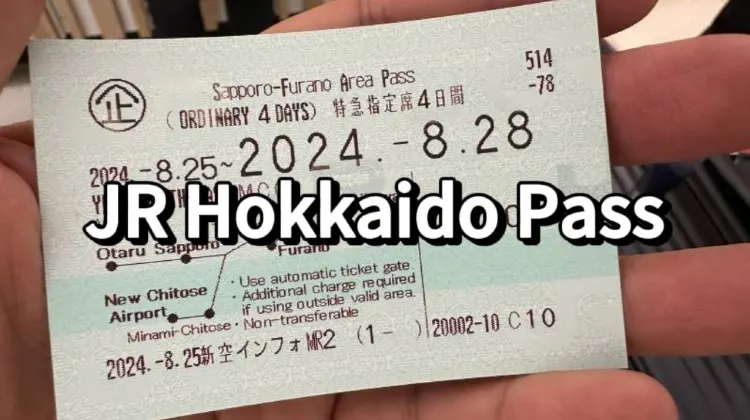 企
Sapporo-Furano Area Pass
514
(ORDINARY 4 DAYS) 特急指定席4日間
-78
2024.-8.25~2024.-8.28
JR Hokkaido Pass
Otaru Sapporo
Furano
New Chitose
Airport
Minami-Chitose
・Use automatic ticket gate.
・Additional charge required
if using outside valid area.
・Non-transferable
2024.-8.25新空インフォMR2 (1- ) 20002-10 C10